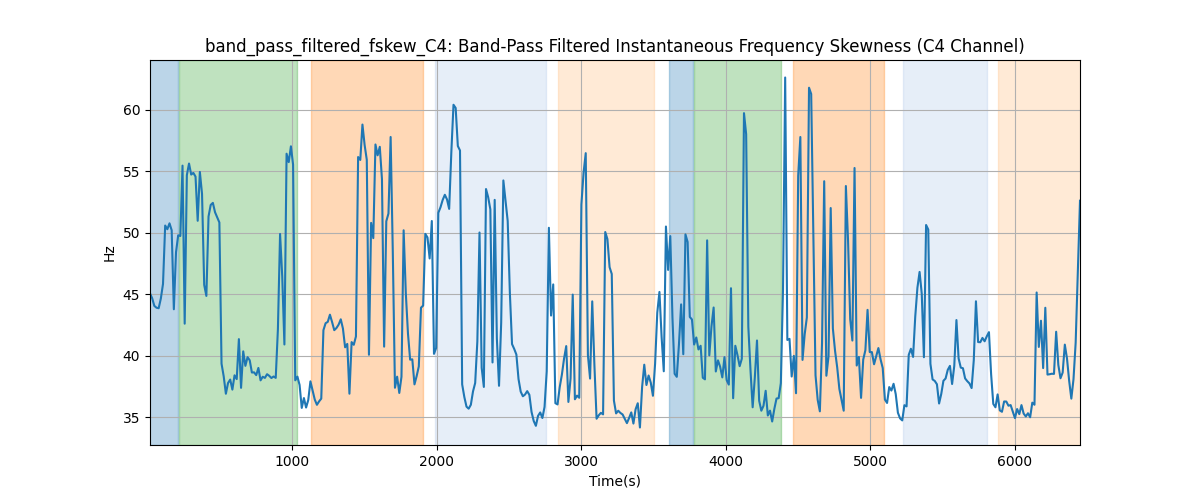 band_pass_filtered_fskew_C4: Band-Pass Filtered Instantaneous Frequency Skewness (C4 Channel)
60
55
50
45
40
35
Hz
1000 2000 3000 4000 5000 6000
Time(s)